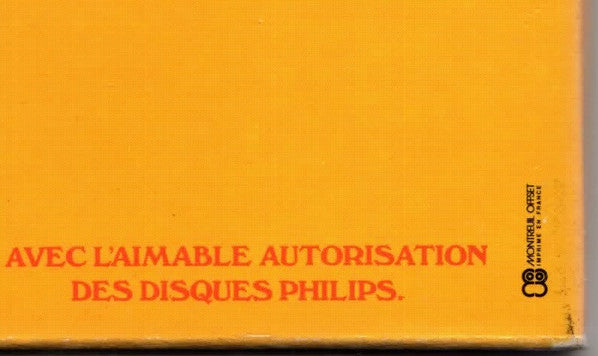 AVEC L'AIMABLE AUTORISATION
DES DISQUES PHILIPS.
MONTREUIL OFFSET
IMPRIMÉ EN FRANCE